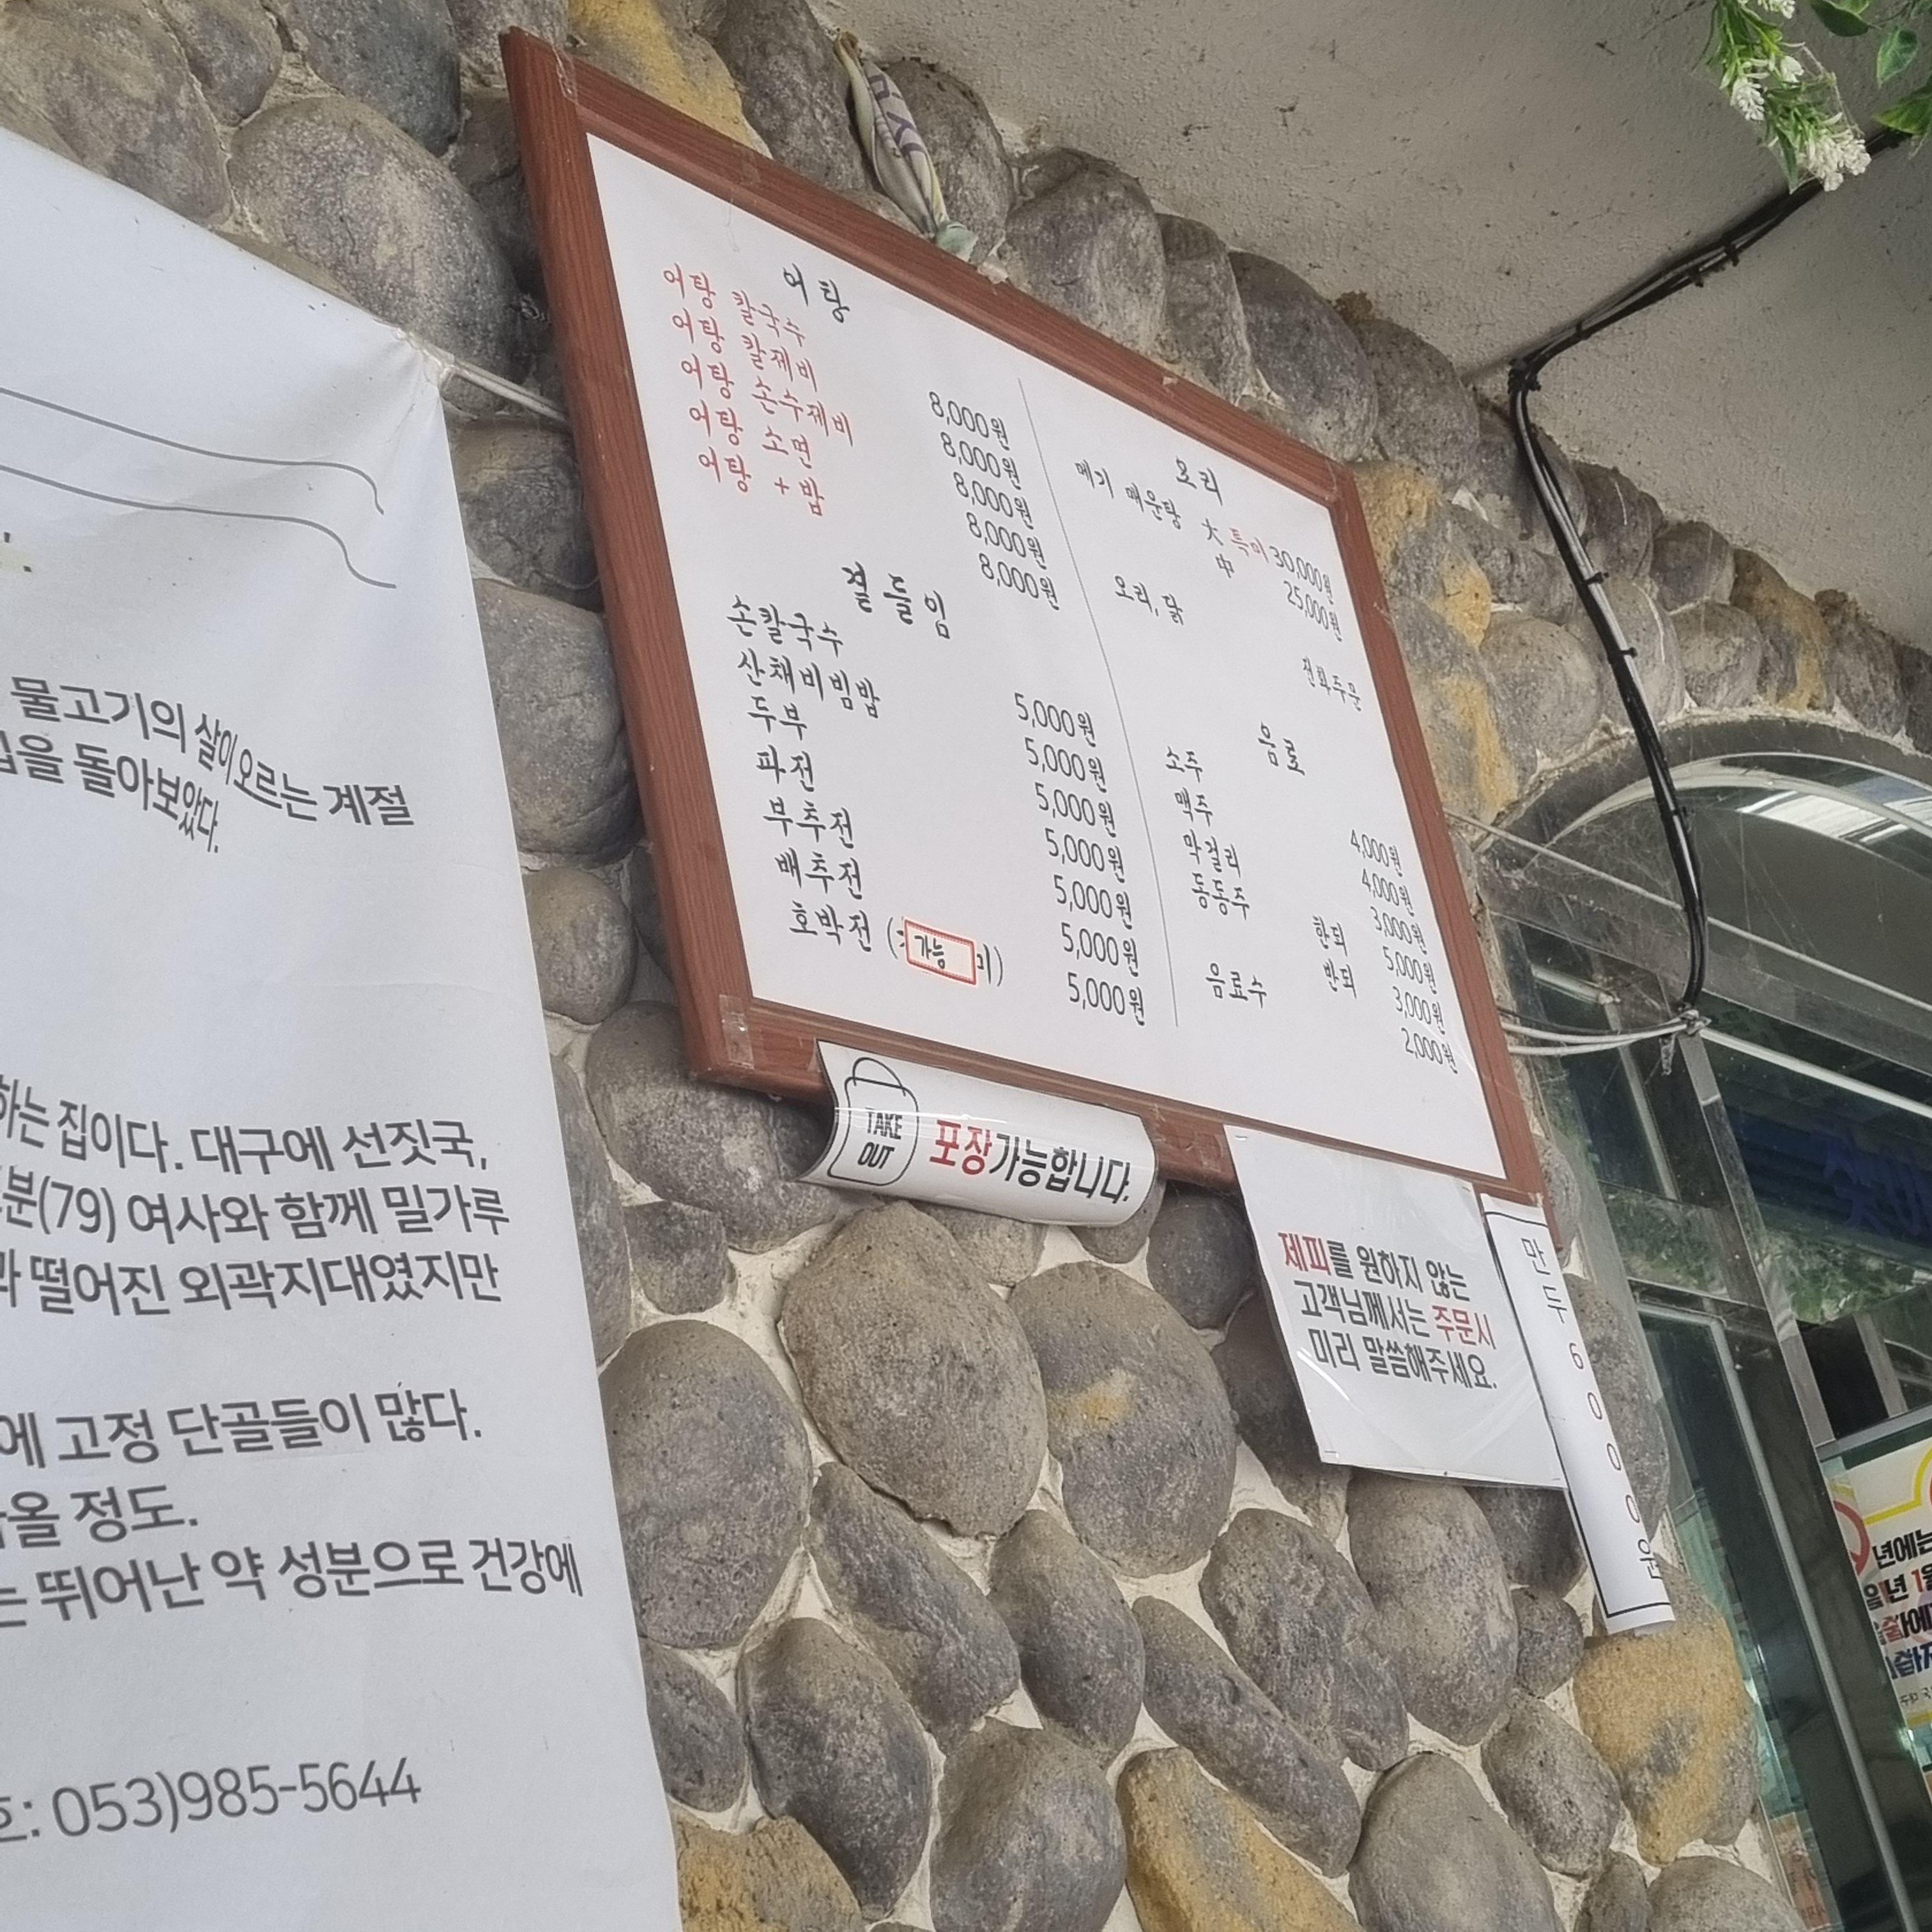 물고기의 살이오르는 계절
을 돌아보았다.
하는 집이다. 대구에 선짓국,
분(79) 여사와 함께 밀가루
떨어진 외곽지대였지만
에 고정 단골들이 많다.
올 정도.
는 뛰어난 약 성분으로 건강에
호: 053)985-5644
어탕
어탕 칼국수 8,000원
어탕 칼제비 8,000원
어탕 손수제비 8,000원
어탕 소면 8,000원
어탕 + 밥 8,000원
곁들임
손칼국수 5,000원
산채비빔밥 5,000원
두부 5,000원
파전 5,000원
부추전 5,000원
배추전 5,000원
호박전 (가능 미) 5,000원
요리
메기 매운탕 大 특미 30,000원
中 25,000원
오리, 닭 전화주문
음료
소주 4,000원
맥주 4,000원
막걸리 3,000원
동동주 한되 5,000원
반되 3,000원
음료수 2,000원
TAKE
OUT
포장가능합니다.
제피를 원하지 않는
고객님께서는 주문시
미리 말씀해주세요.
만두 6000원
년에는